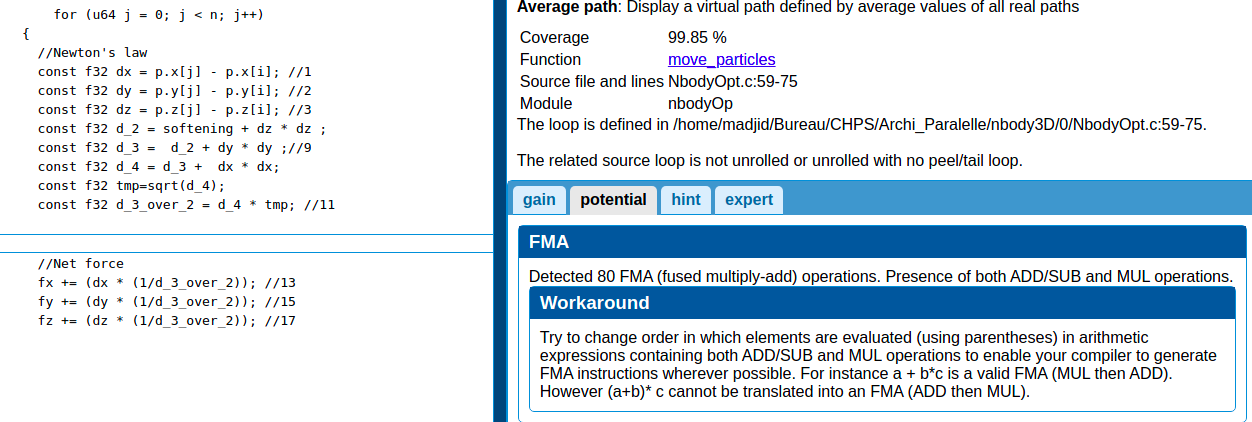 for (u64 j = 0; j < n; j++)
{
//Newton's law
const f32 dx = p.x[j] - p.x[i]; //1
const f32 dy = p.y[j] - p.y[i]; //2
const f32 dz = p.z[j] - p.z[i]; //3
const f32 d_2 = softening + dz * dz ;
const f32 d_3 =  d_2 + dy * dy ;//9
const f32 d_4 = d_3 +  dx * dx;
const f32 tmp=sqrt(d_4);
const f32 d_3_over_2 = d_4 * tmp; //11
//Net force
fx += (dx * (1/d_3_over_2)); //13
fy += (dy * (1/d_3_over_2)); //15
fz += (dz * (1/d_3_over_2)); //17
Average path: Display a virtual path defined by average values of all real paths
Coverage 99.85 %
Function move_particles
Source file and lines NbodyOpt.c:59-75
Module nbodyOp
The loop is defined in /home/madjid/Bureau/CHPS/Archi_Paralelle/nbody3D/0/NbodyOpt.c:59-75.
The related source loop is not unrolled or unrolled with no peel/tail loop.
gain potential hint expert
FMA
Detected 80 FMA (fused multiply-add) operations. Presence of both ADD/SUB and MUL operations.
Workaround
Try to change order in which elements are evaluated (using parentheses) in arithmetic
expressions containing both ADD/SUB and MUL operations to enable your compiler to generate
FMA instructions wherever possible. For instance a + b*c is a valid FMA (MUL then ADD).
However (a+b)* c cannot be translated into an FMA (ADD then MUL).